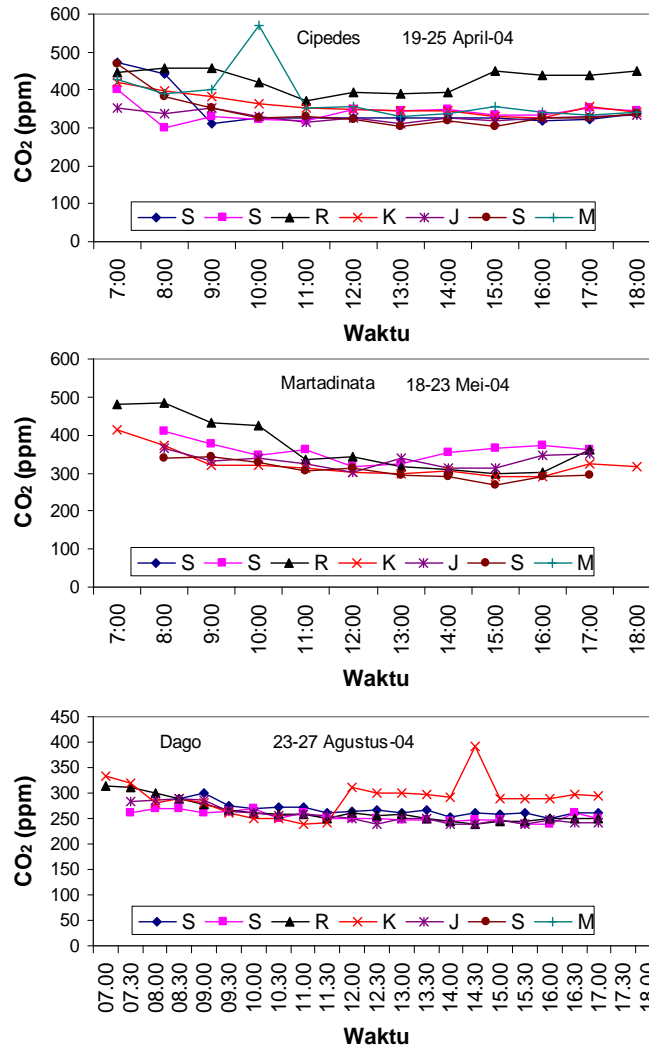 Cipedes 19-25 April-04
CO₂ (ppm)
600
500
400
300
200
100
0
S S R K J S M
7:00 8:00 9:00 10:00 11:00 12:00 13:00 14:00 15:00 16:00 17:00 18:00
Waktu
Martadinata 18-23 Mei-04
CO₂ (ppm)
600
500
400
300
200
100
0
S S R K J S M
7:00 8:00 9:00 10:00 11:00 12:00 13:00 14:00 15:00 16:00 17:00 18:00
Waktu
Dago 23-27 Agustus-04
CO₂ (ppm)
450
400
350
300
250
200
150
100
50
0
S S R K J S M
07.00 07.30 08.00 08.30 09.00 09.30 10.00 10.30 11.00 11.30 12.00 12.30 13.00 13.30 14.00 14.30 15.00 15.30 16.00 16.30 17.00 17.30 18.00
Waktu